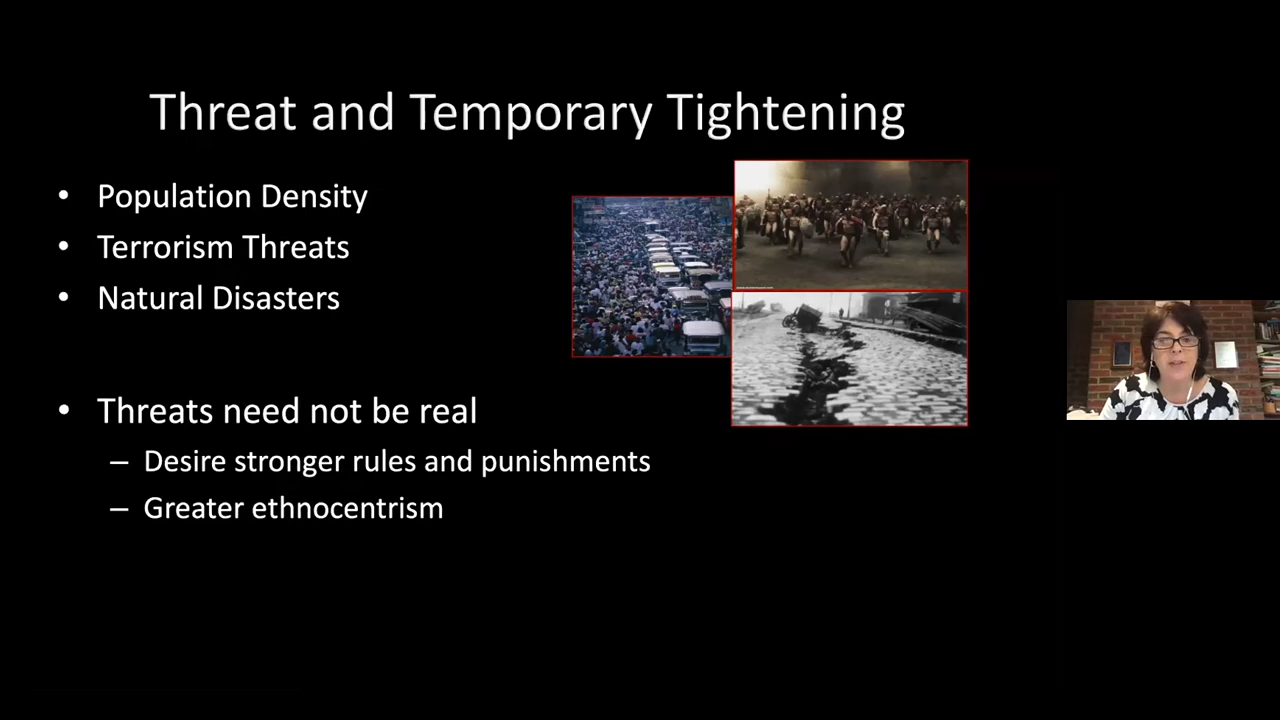 Threat and Temporary Tightening
• Population Density
• Terrorism Threats
• Natural Disasters
• Threats need not be real
– Desire stronger rules and punishments
– Greater ethnocentrism